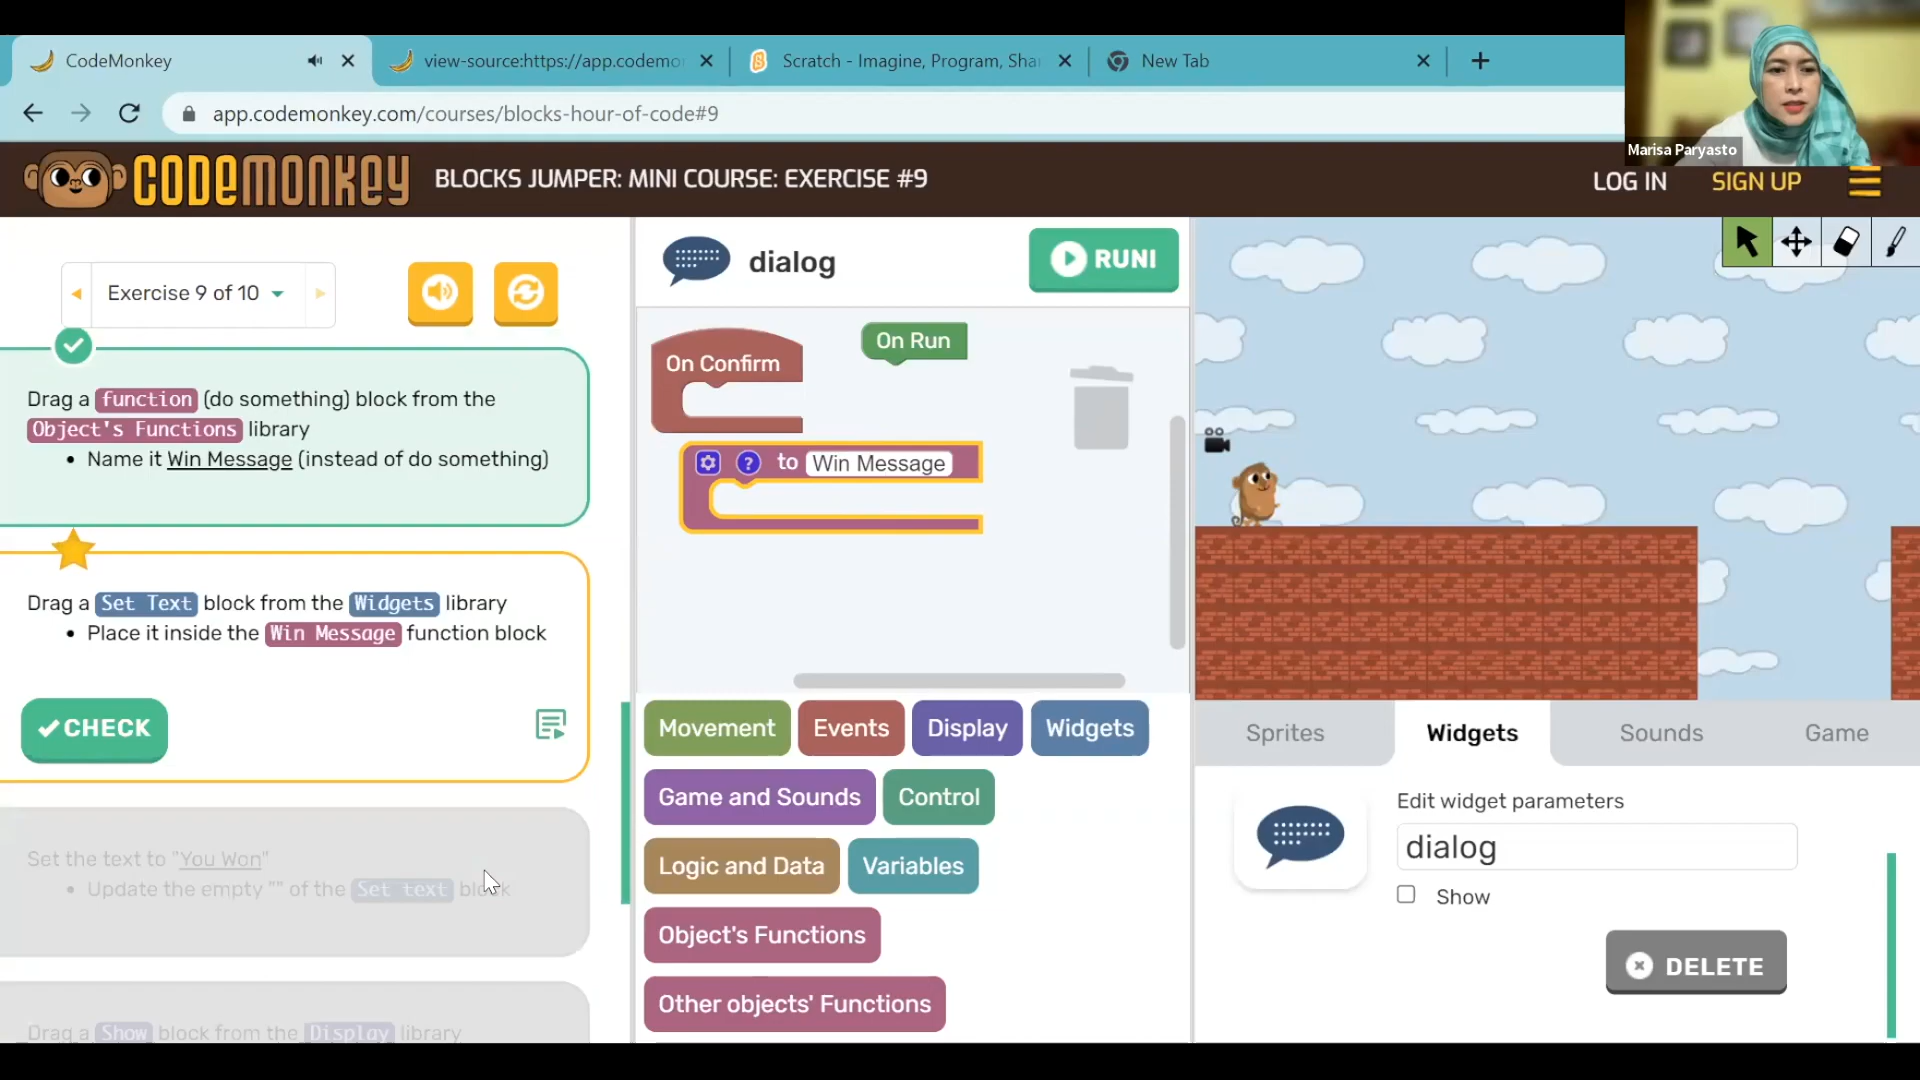 CodeMonkey
view-source:https://app.codemo
Scratch - Imagine, Program, Sha
New Tab
app.codemonkey.com/courses/blocks-hour-of-code#9
Marisa Paryasto
CODEMONKEY
BLOCKS JUMPER: MINI COURSE: EXERCISE #9
LOG IN
SIGN UP
Exercise 9 of 10
Drag a function (do something) block from the
Object's Functions library
• Name it Win Message (instead of do something)
Drag a Set Text block from the Widgets library
• Place it inside the Win Message function block
CHECK
Set the text to "You Won"
• Update the empty "" of the Set text block
Drag a Show block from the Display library
dialog
RUN!
On Confirm
On Run
? to Win Message
Movement
Events
Display
Widgets
Game and Sounds
Control
Logic and Data
Variables
Object's Functions
Other objects' Functions
Sprites
Widgets
Sounds
Game
Edit widget parameters
dialog
Show
DELETE